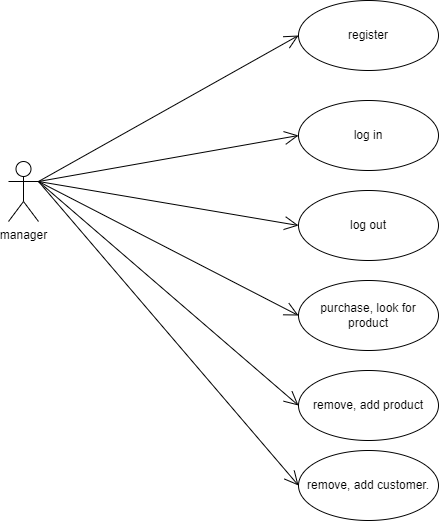 register
log in
manager
log out
purchase, look for
product
remove, add product
remove, add customer.